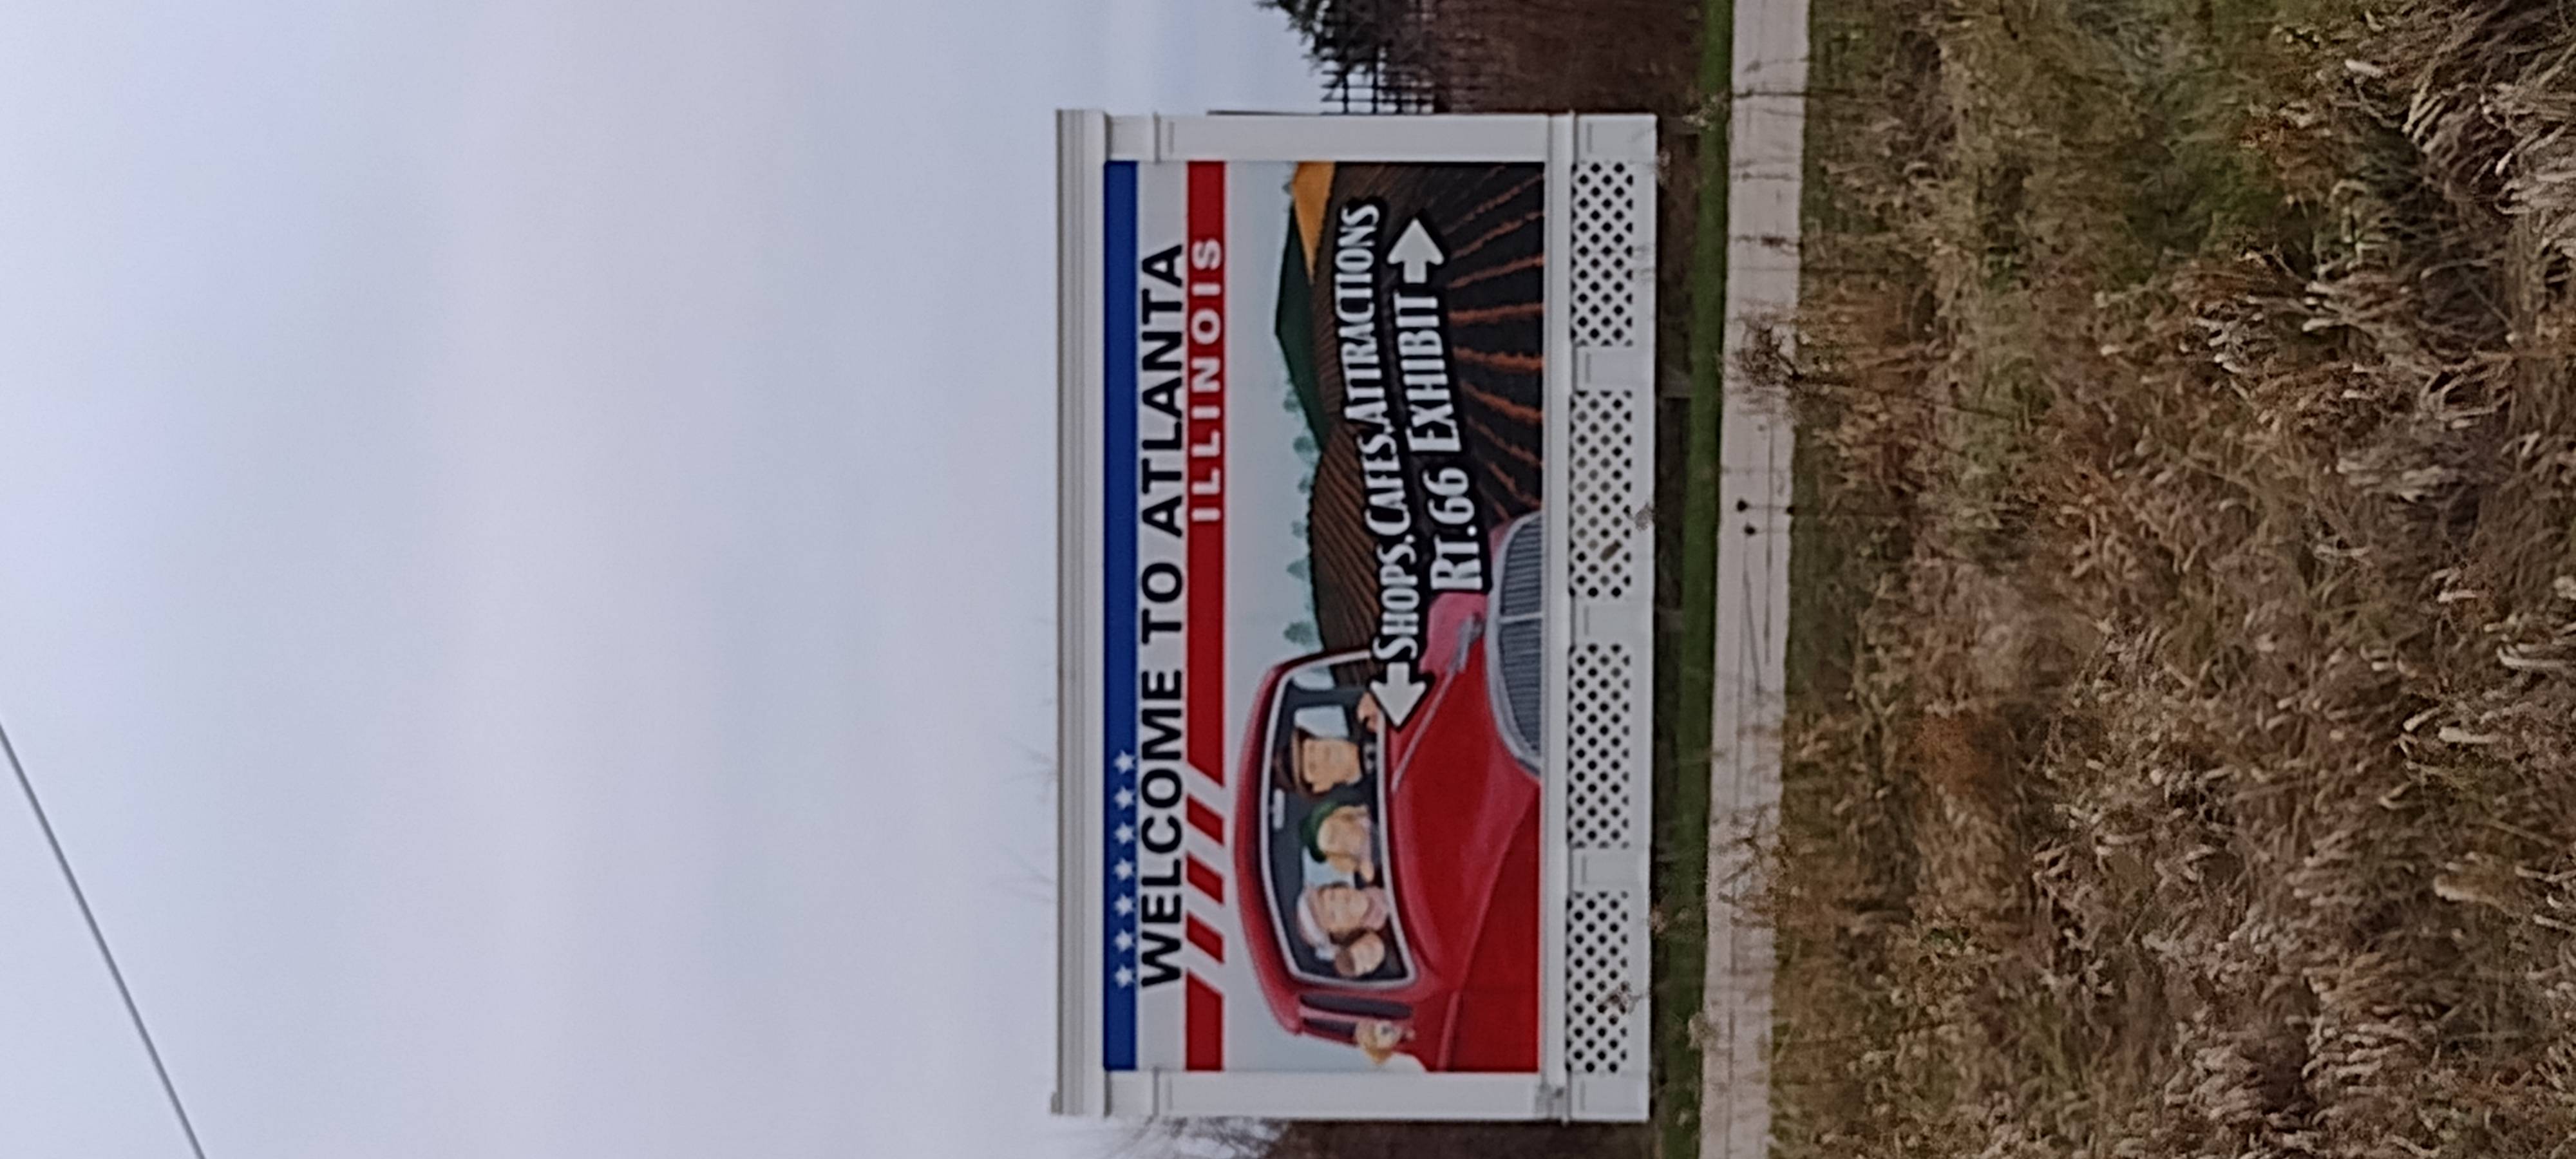 WELCOME TO ATLANTA
ILLINOIS
SHOPS.CAFES.ATTRACTIONS
RT.66 EXHIBIT